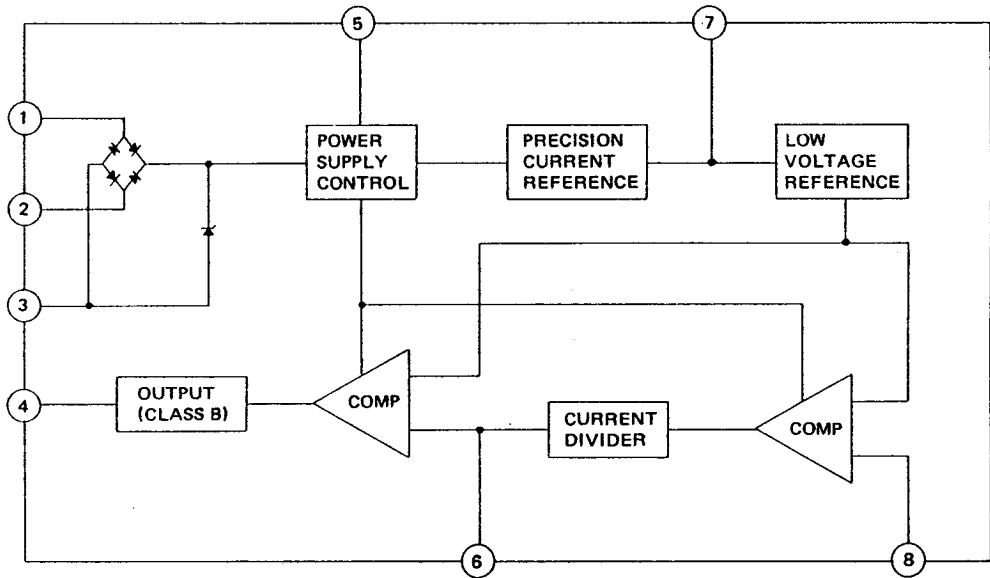 5
7
1
POWER
SUPPLY
CONTROL
PRECISION
CURRENT
REFERENCE
LOW
VOLTAGE
REFERENCE
2
3
4
OUTPUT
(CLASS B)
COMP
CURRENT
DIVIDER
COMP
6
8